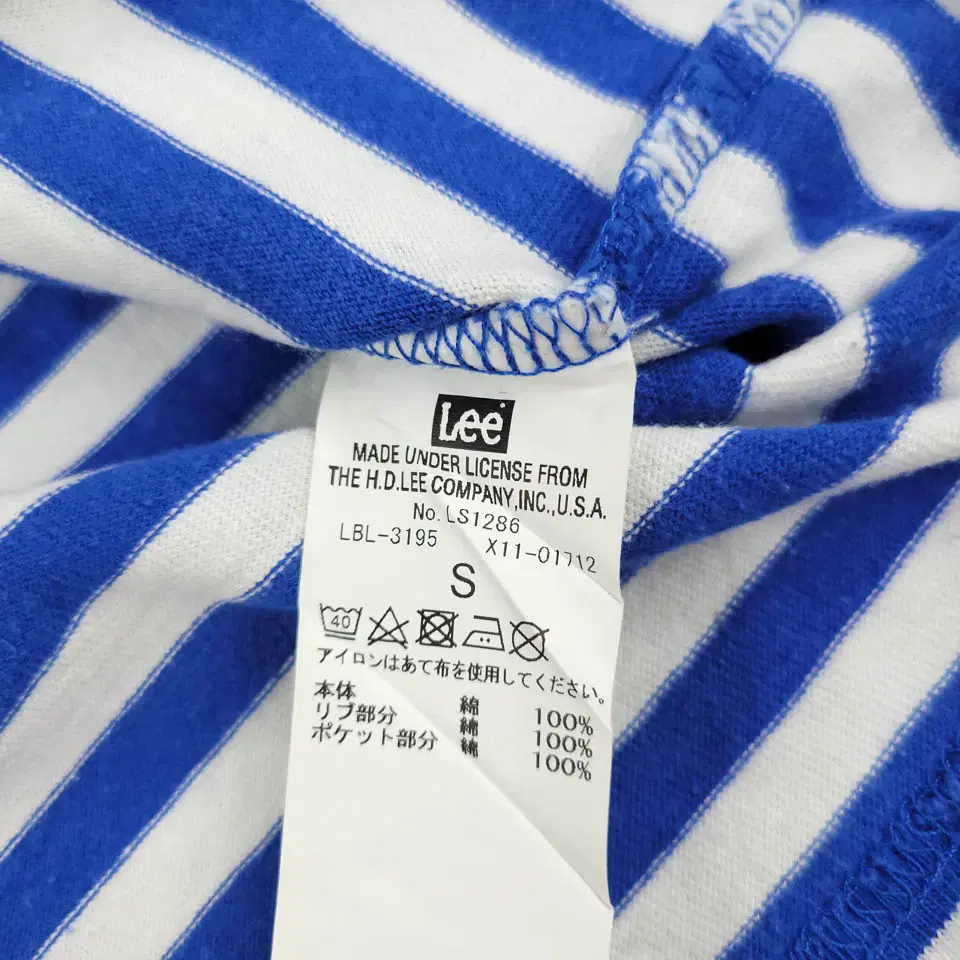 Lee
MADE UNDER LICENSE FROM
THE H.D.LEE COMPANY,INC.,U.S.A.
No. LS1286
LBL-3195 X11-01712
S
40
アイロンはあて布を使用してください。
本体 綿 100%
リブ部分 綿 100%
ポケット部分 綿 100%